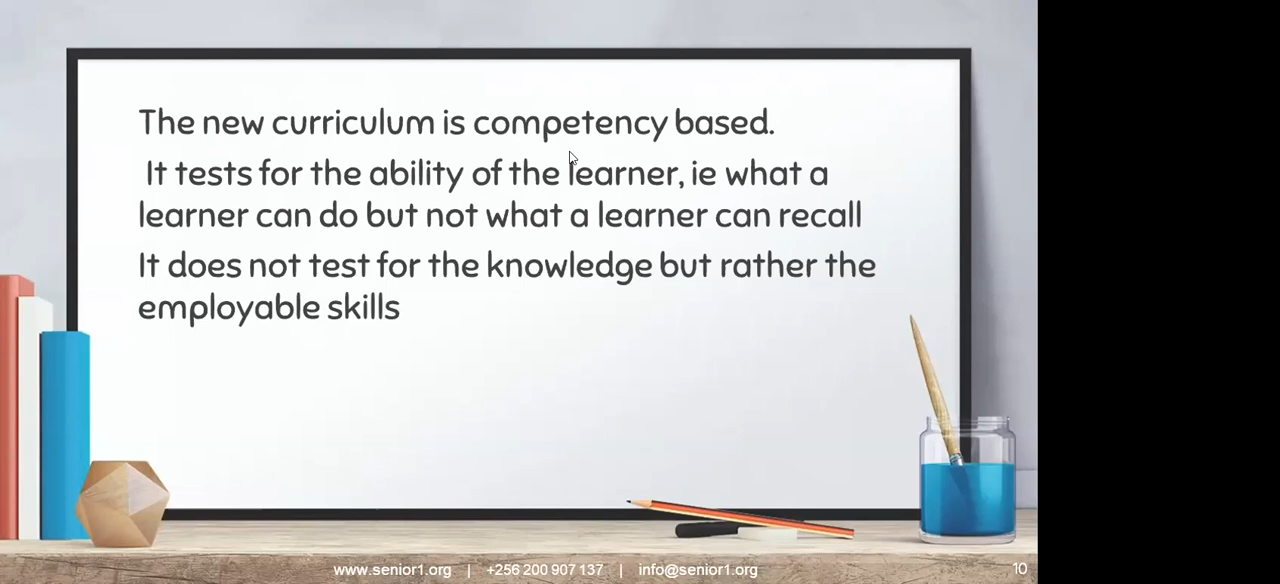 The new curriculum is competency based.
It tests for the ability of the learner, ie what a
learner can do but not what a learner can recall
It does not test for the knowledge but rather the
employable skills
www.senior1.org | +256 200 907 137 | info@senior1.org
10